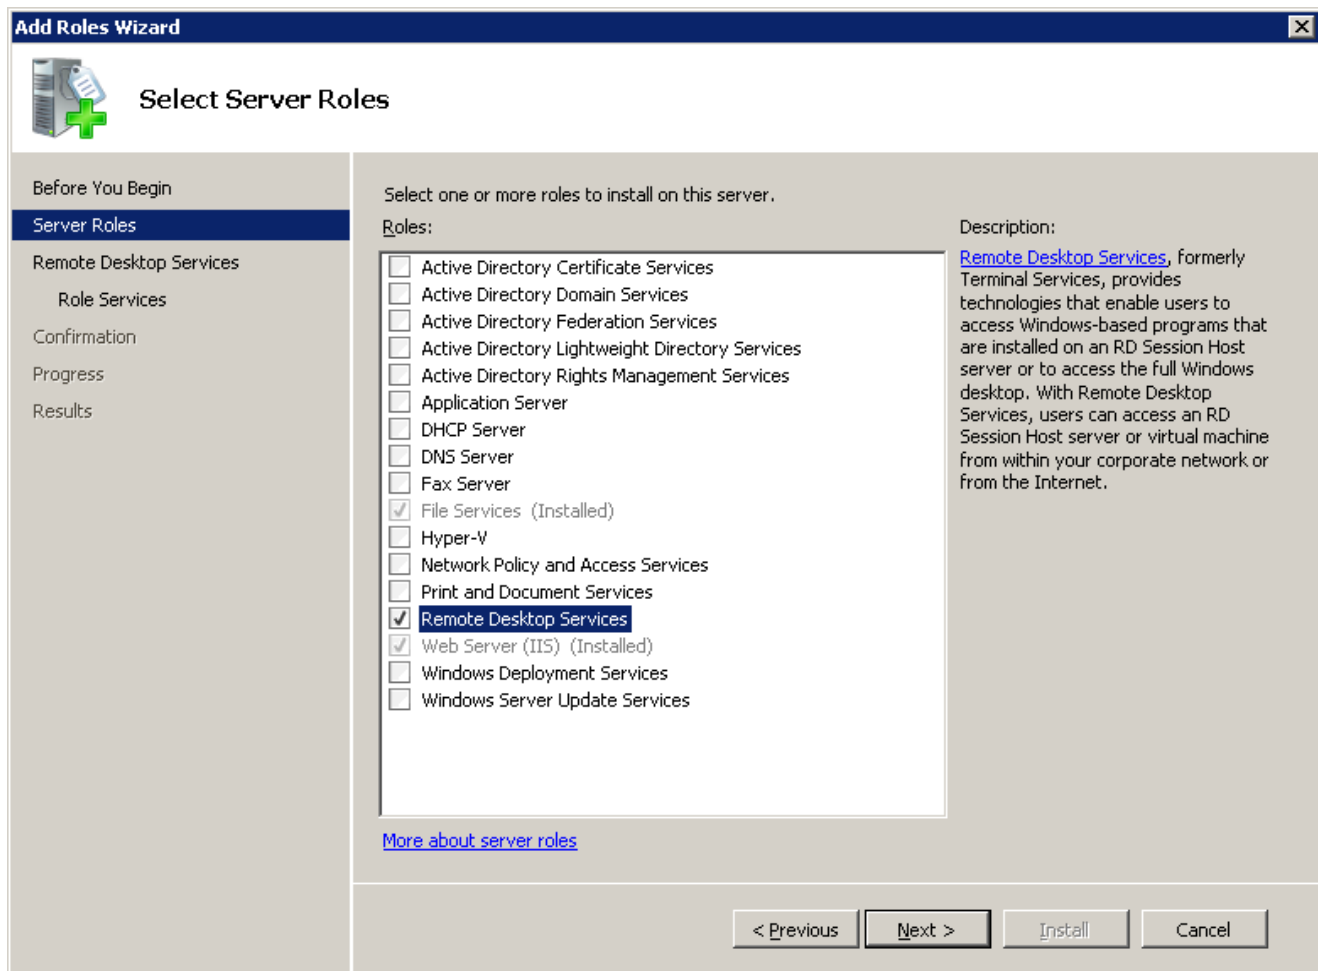 Add Roles Wizard
Select Server Roles
Before You Begin
Server Roles
Remote Desktop Services
Role Services
Confirmation
Progress
Results
Select one or more roles to install on this server.
Roles:
Active Directory Certificate Services
Active Directory Domain Services
Active Directory Federation Services
Active Directory Lightweight Directory Services
Active Directory Rights Management Services
Application Server
DHCP Server
DNS Server
Fax Server
File Services (Installed)
Hyper-V
Network Policy and Access Services
Print and Document Services
Remote Desktop Services
Web Server (IIS) (Installed)
Windows Deployment Services
Windows Server Update Services
More about server roles
Description:
Remote Desktop Services, formerly
Terminal Services, provides
technologies that enable users to
access Windows-based programs that
are installed on an RD Session Host
server or to access the full Windows
desktop. With Remote Desktop
Services, users can access an RD
Session Host server or virtual machine
from within your corporate network or
from the Internet.
< Previous
Next >
Install
Cancel